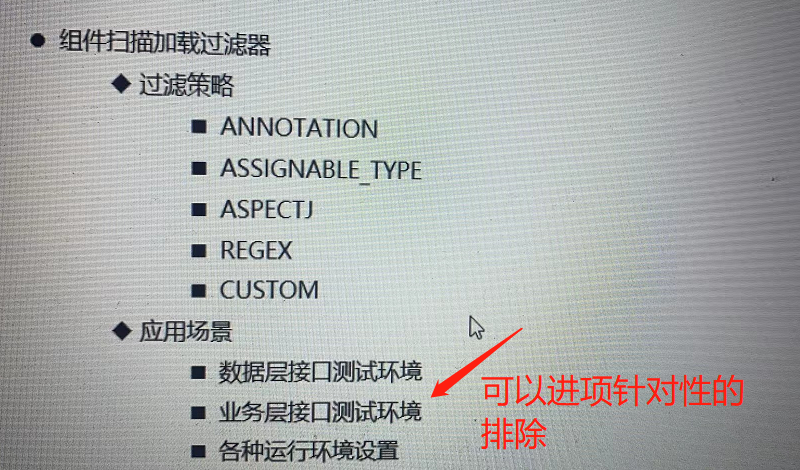 ● 组件扫描加载过滤器
◆ 过滤策略
■ ANNOTATION
■ ASSIGNABLE_TYPE
■ ASPECTJ
■ REGEX
■ CUSTOM
◆ 应用场景
■ 数据层接口测试环境
■ 业务层接口测试环境
■ 各种运行环境设置
可以进项针对性的
排除